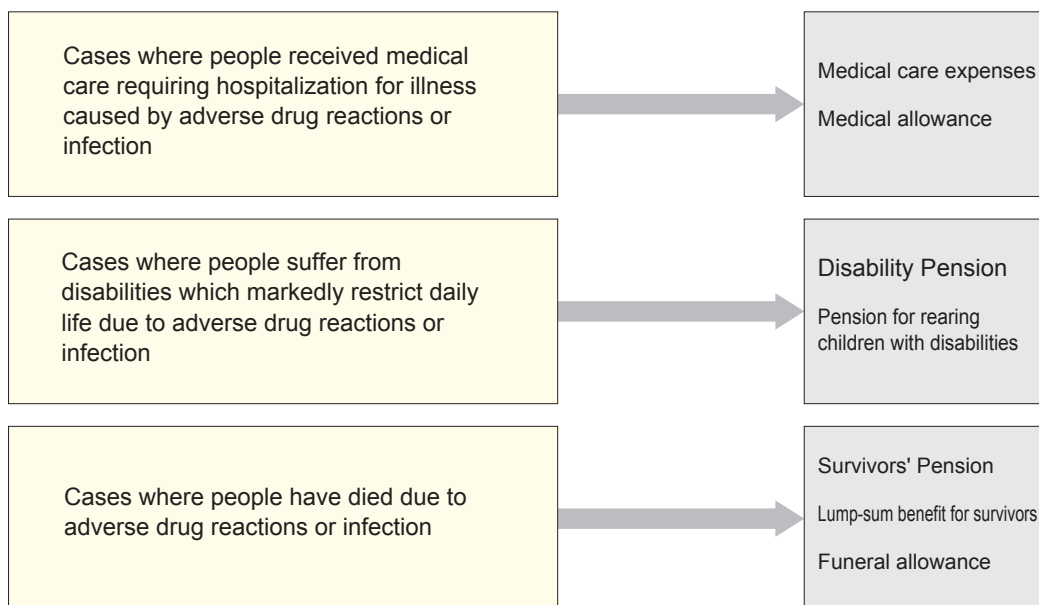 Cases where people received medical
care requiring hospitalization for illness
caused by adverse drug reactions or
infection
Medical care expenses
Medical allowance
Cases where people suffer from
disabilities which markedly restrict daily
life due to adverse drug reactions or
infection
Disability Pension
Pension for rearing
children with disabilities
Cases where people have died due to
adverse drug reactions or infection
Survivors' Pension
Lump-sum benefit for survivors
Funeral allowance